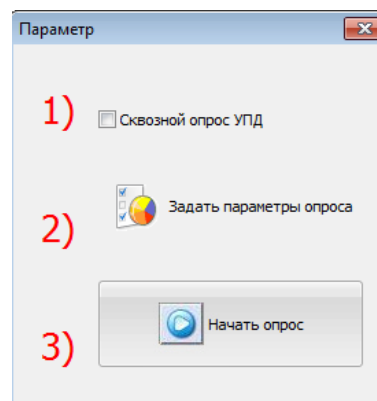 Параметр
1)
Сквозной опрос УПД
2)
Задать параметры опроса
3)
Начать опрос